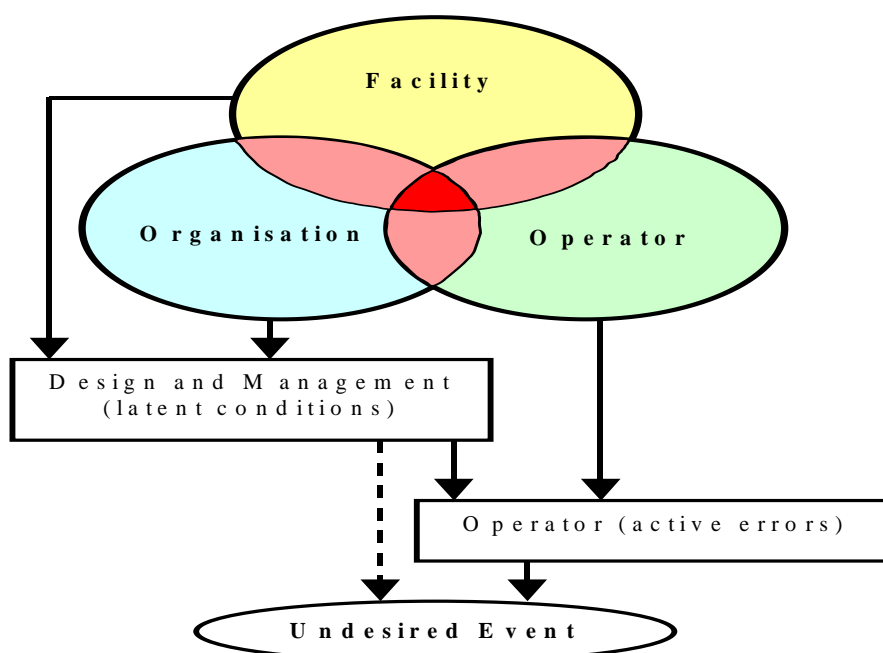 Facility
Organisation
Operator
Design and Management
(latent conditions)
Operator (active errors)
Undesired Event